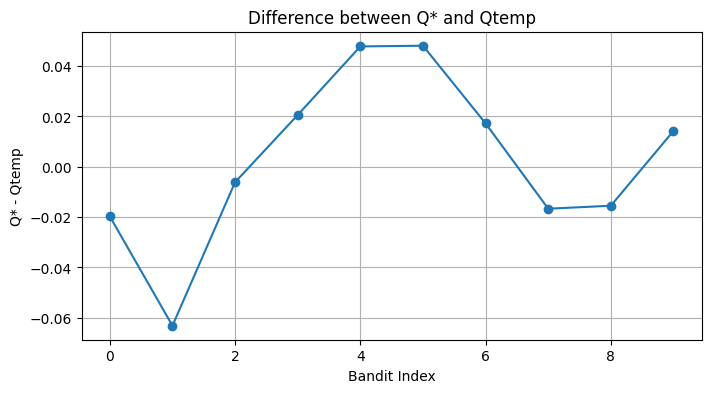 Difference between Q* and Qtemp
Q* - Qtemp
0.04
0.02
0.00
−0.02
−0.04
−0.06
0 2 4 6 8
Bandit Index